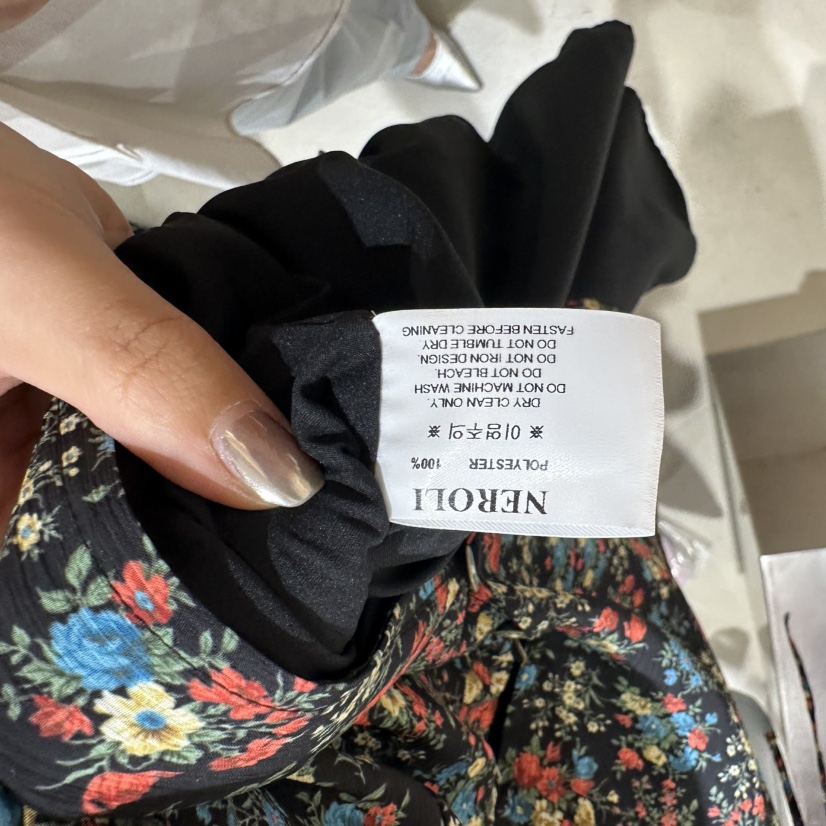 NEROLI
POLYESTER 100%
※ 이염주의 ※
DRY CLEAN ONLY.
DO NOT MACHINE WASH
DO NOT BLEACH.
DO NOT IRON DESIGN.
DO NOT TUMBLE DRY.
FASTEN BEFORE CLEANING